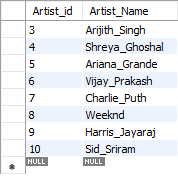 Artist_id Artist_Name
3 Arijith_Singh
4 Shreya_Ghoshal
5 Ariana_Grande
6 Vijay_Prakash
7 Charlie_Puth
8 Weeknd
9 Harris_Jayaraj
10 Sid_Sriram
NULL NULL